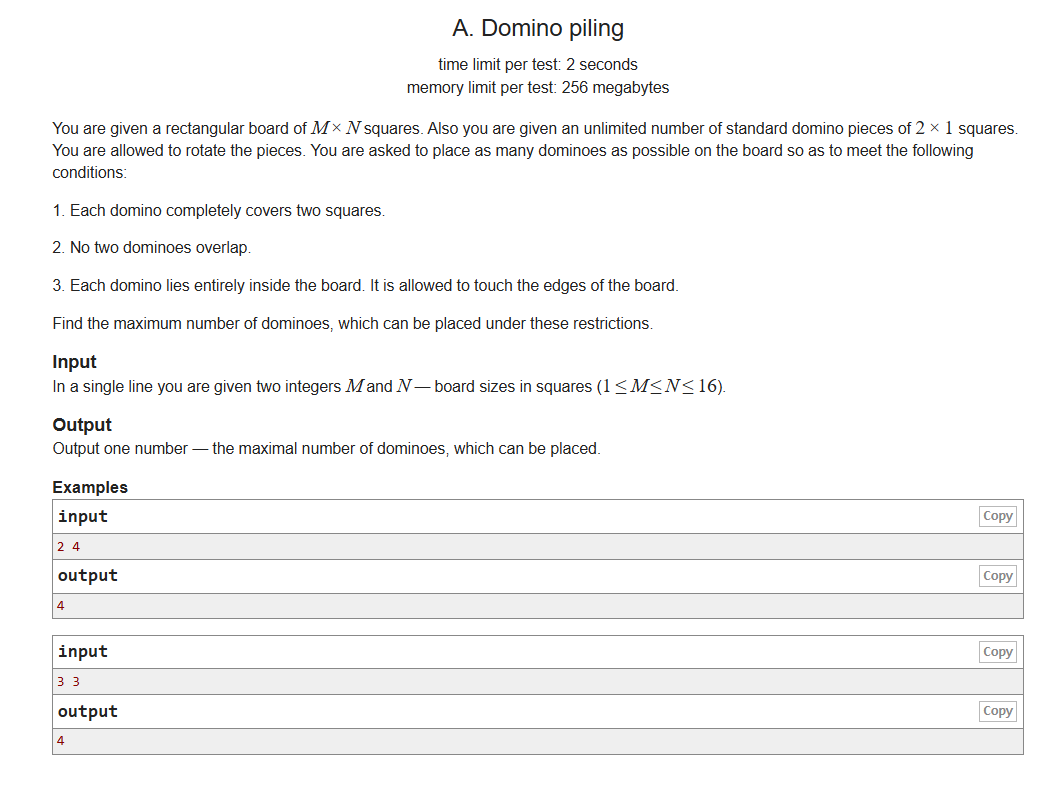 A. Domino piling
time limit per test: 2 seconds
memory limit per test: 256 megabytes
You are given a rectangular board of M × N squares. Also you are given an unlimited number of standard domino pieces of 2 × 1 squares.
You are allowed to rotate the pieces. You are asked to place as many dominoes as possible on the board so as to meet the following
conditions:
1. Each domino completely covers two squares.
2. No two dominoes overlap.
3. Each domino lies entirely inside the board. It is allowed to touch the edges of the board.
Find the maximum number of dominoes, which can be placed under these restrictions.
Input
In a single line you are given two integers M and N — board sizes in squares (1 ≤ M ≤ N ≤ 16).
Output
Output one number — the maximal number of dominoes, which can be placed.
Examples
input Copy
2 4
output Copy
4
input Copy
3 3
output Copy
4